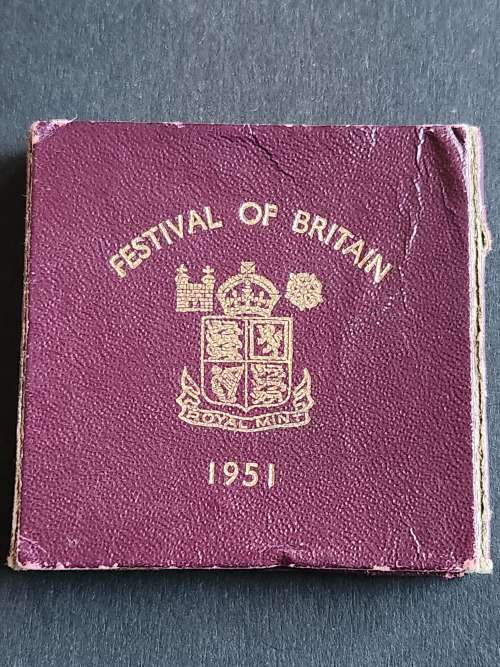 FESTIVAL OF BRITAIN
ROYAL MINT
1951